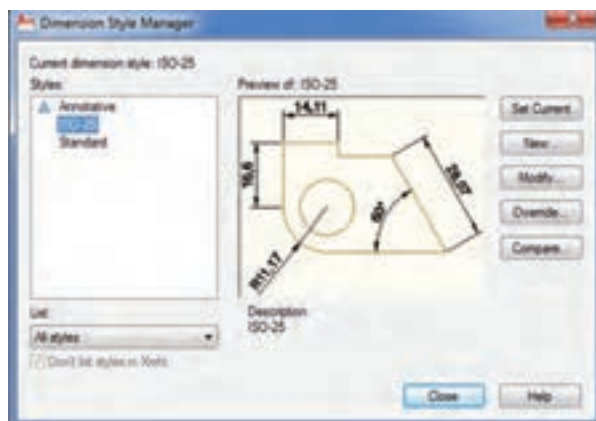 Dimension Style Manager
Current dimension style: ISO-25
Styles:
Annotative
ISO-25
Standard
List:
All styles
Don't list styles in Xrefs
Preview of: ISO-25
14,11
16,6
R11,17
60°
Description
ISO-25
Set Current
New...
Modify...
Override...
Compare...
Close
Help